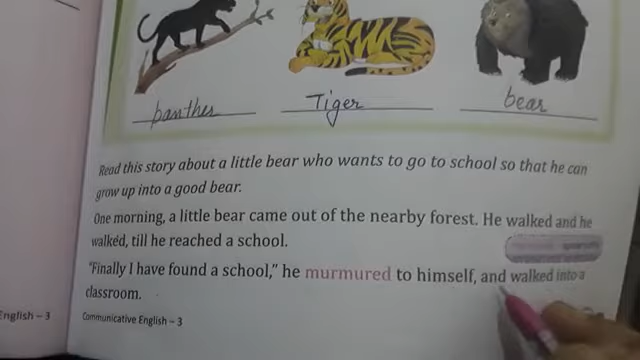 panther Tiger bear
Read this story about a little bear who wants to go to school so that he can
grow up into a good bear.
One morning, a little bear came out of the nearby forest. He walked and he
walked, till he reached a school.
"Finally I have found a school," he murmured to himself, and walked into a
classroom.
English – 3
Communicative English – 3